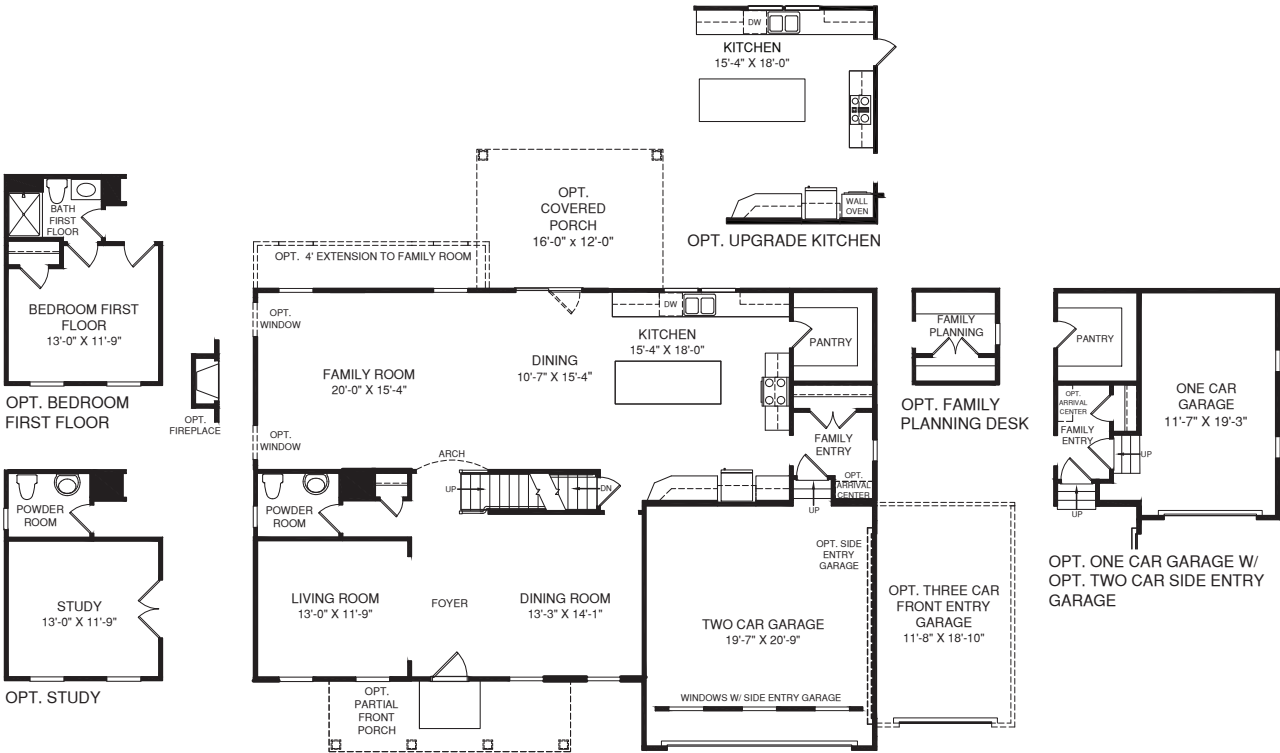 DW
KITCHEN
15'-4" X 18'-0"
WALL
OVEN
OPT. UPGRADE KITCHEN
OPT.
COVERED
PORCH
16'-0" x 12'-0"
OPT. 4' EXTENSION TO FAMILY ROOM
BATH
FIRST
FLOOR
BEDROOM FIRST
FLOOR
13'-0" X 11'-9"
OPT. BEDROOM
FIRST FLOOR
OPT.
FIREPLACE
POWDER
ROOM
STUDY
13'-0" X 11'-9"
OPT. STUDY
OPT.
WINDOW
FAMILY ROOM
20'-0" X 15'-4"
OPT.
WINDOW
DINING
10'-7" X 15'-4"
DW
KITCHEN
15'-4" X 18'-0"
PANTRY
FAMILY
ENTRY
OPT.
ARRIVAL
CENTER
UP
ARCH
UP
DN
POWDER
ROOM
LIVING ROOM
13'-0" X 11'-9"
FOYER
DINING ROOM
13'-3" X 14'-1"
OPT. SIDE
ENTRY
GARAGE
TWO CAR GARAGE
19'-7" X 20'-9"
WINDOWS W/ SIDE ENTRY GARAGE
OPT.
PARTIAL
FRONT
PORCH
OPT. THREE CAR
FRONT ENTRY
GARAGE
11'-8" X 18'-10"
FAMILY
PLANNING
OPT. FAMILY
PLANNING DESK
PANTRY
OPT.
ARRIVAL
CENTER
FAMILY
ENTRY
UP
UP
ONE CAR
GARAGE
11'-7" X 19'-3"
OPT. ONE CAR GARAGE W/
OPT. TWO CAR SIDE ENTRY
GARAGE